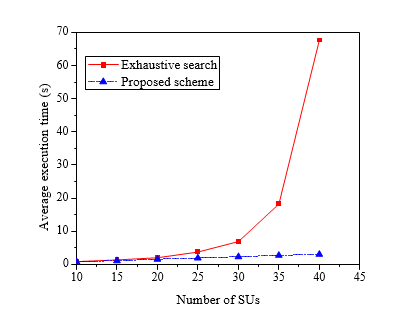 70
60
50
40
30
20
10
0
Average execution time (s)
Exhaustive search
Proposed scheme
10 15 20 25 30 35 40 45
Number of SUs